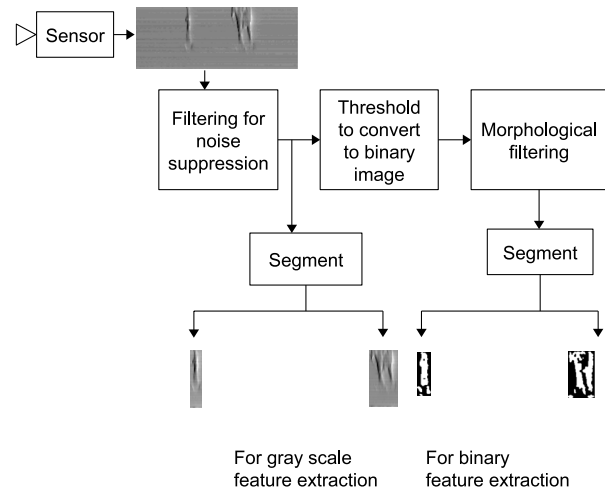 Sensor
Filtering for
noise
suppression
Threshold
to convert
to binary
image
Morphological
filtering
Segment
Segment
For gray scale
feature extraction
For binary
feature extraction